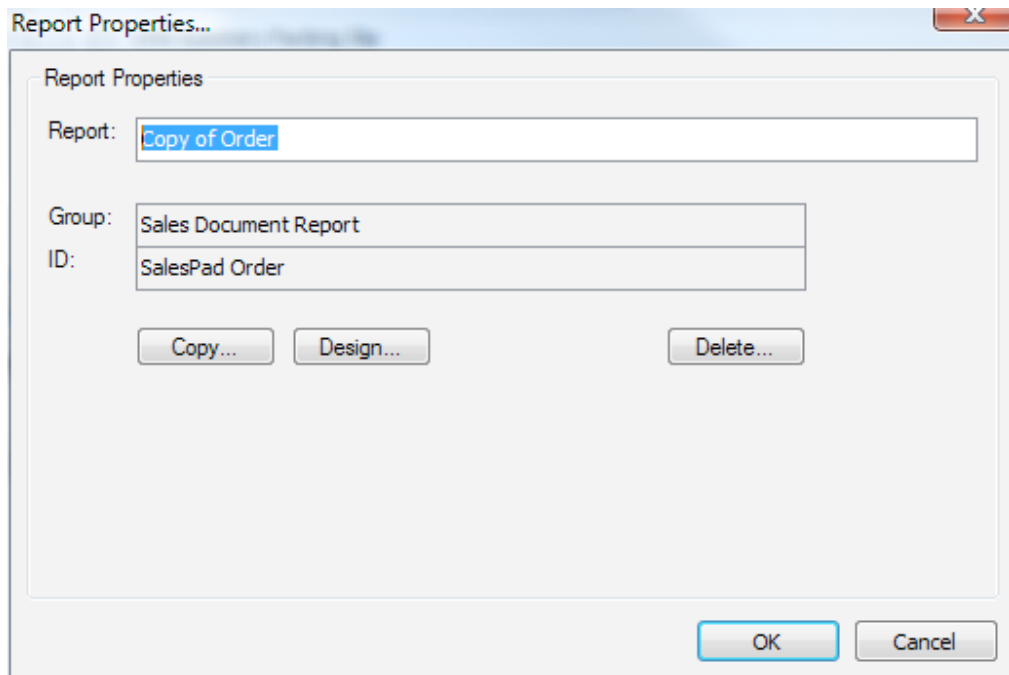 Report Properties...
Report Properties
Report: Copy of Order
Group: Sales Document Report
ID: SalesPad Order
Copy... Design... Delete...
OK Cancel